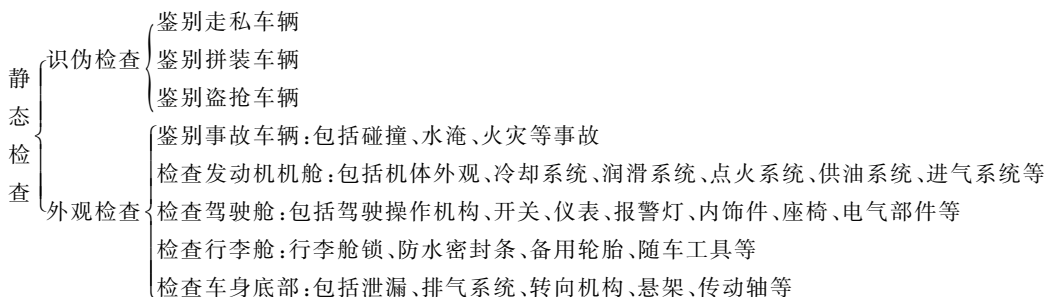 静态检查
识伪检查
鉴别走私车辆
鉴别拼装车辆
鉴别盗抢车辆
外观检查
鉴别事故车辆:包括碰撞、水淹、火灾等事故
检查发动机机舱:包括机体外观、冷却系统、润滑系统、点火系统、供油系统、进气系统等
检查驾驶舱:包括驾驶操作机构、开关、仪表、报警灯、内饰件、座椅、电气部件等
检查行李舱:行李舱锁、防水密封条、备用轮胎、随车工具等
检查车身底部:包括泄漏、排气系统、转向机构、悬架、传动轴等